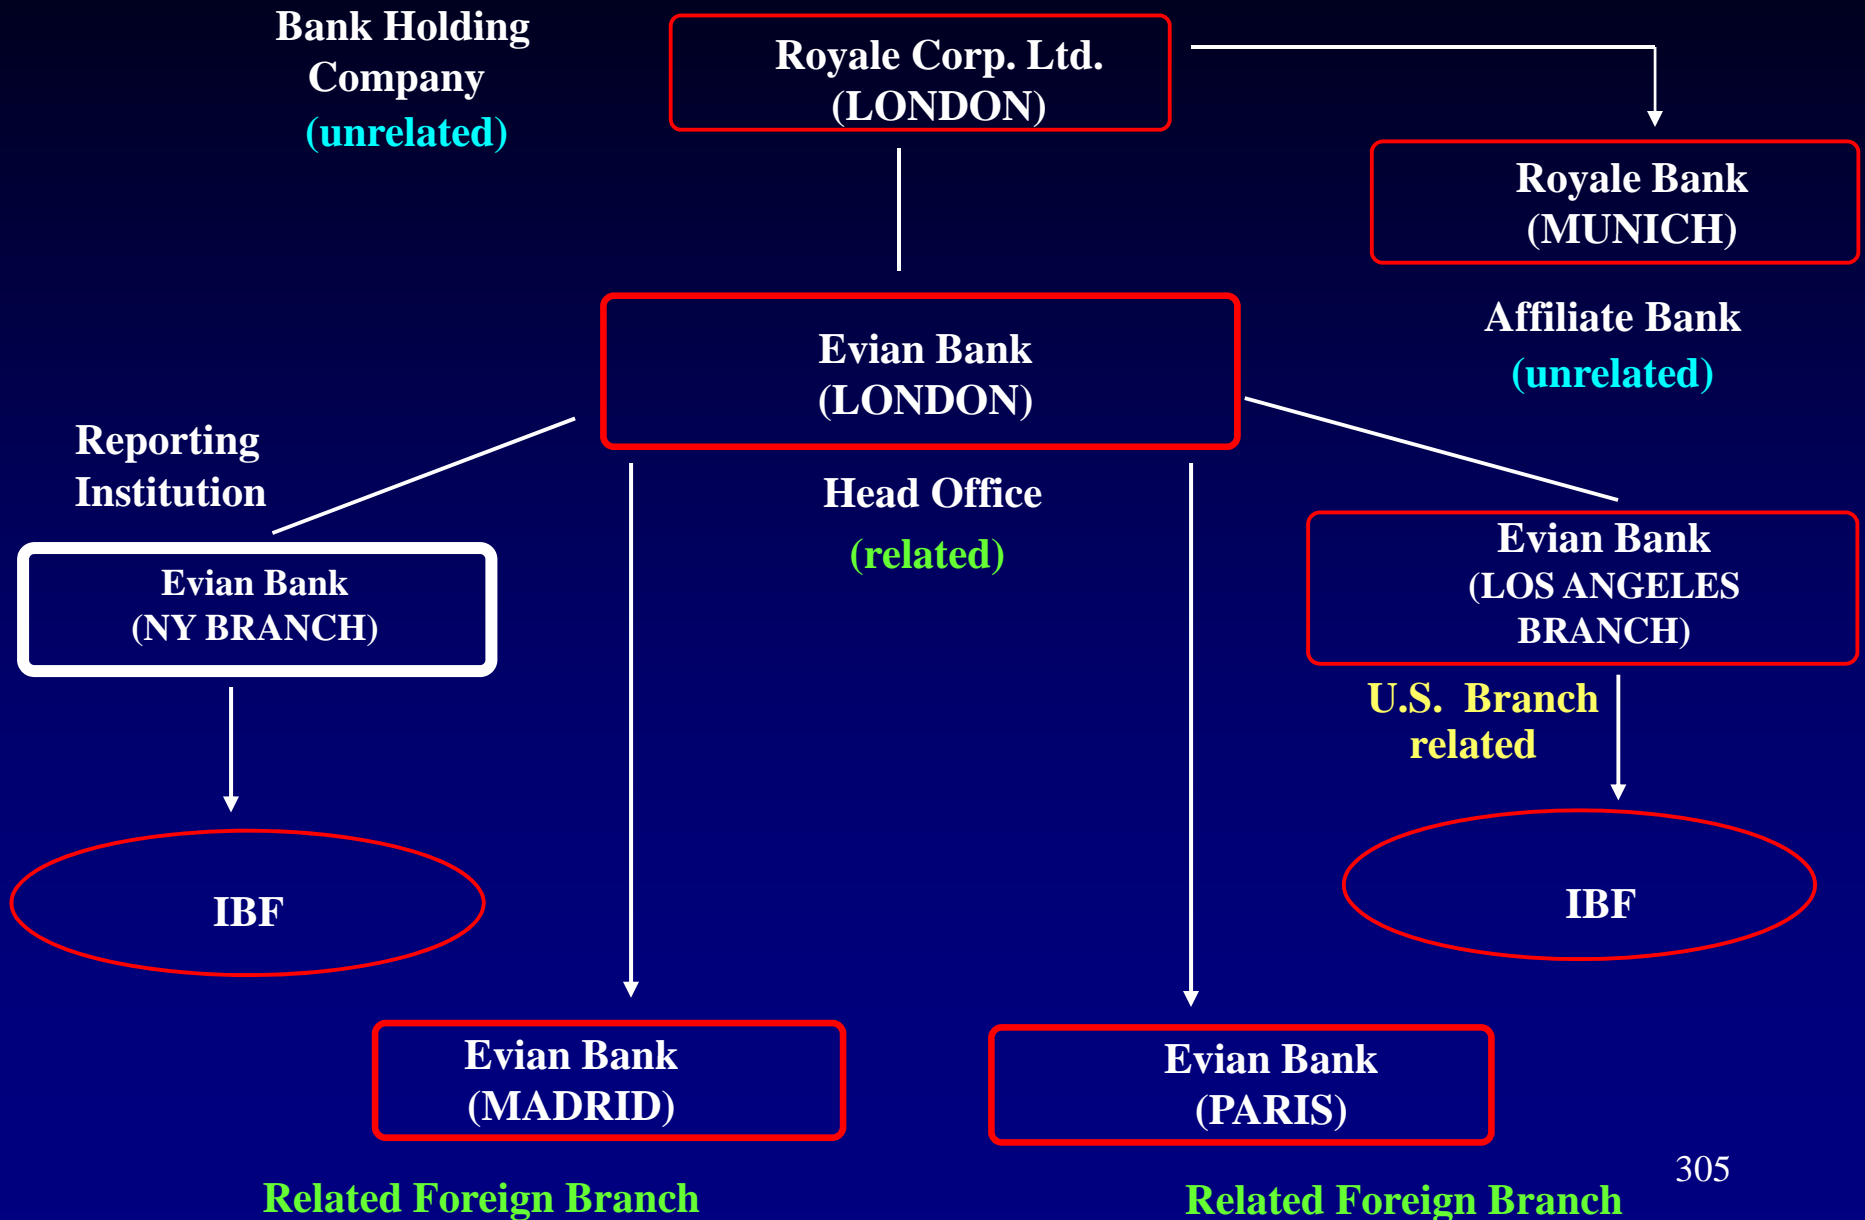 Bank Holding
Company
(unrelated)
Royale Corp. Ltd.
(LONDON)
Royale Bank
(MUNICH)
Affiliate Bank
(unrelated)
Evian Bank
(LONDON)
Head Office
(related)
Reporting
Institution
Evian Bank
(NY BRANCH)
Evian Bank
(LOS ANGELES
BRANCH)
U.S. Branch
related
IBF
IBF
Evian Bank
(MADRID)
Related Foreign Branch
Evian Bank
(PARIS)
Related Foreign Branch
305